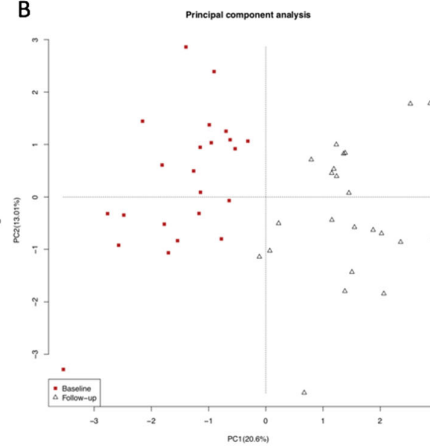 B
Principal component analysis
3
2
1
0
-1
-2
-3
PC2(13.01%)
Baseline
Follow-up
-3 -2 -1 0 1 2
PC1(20.6%)